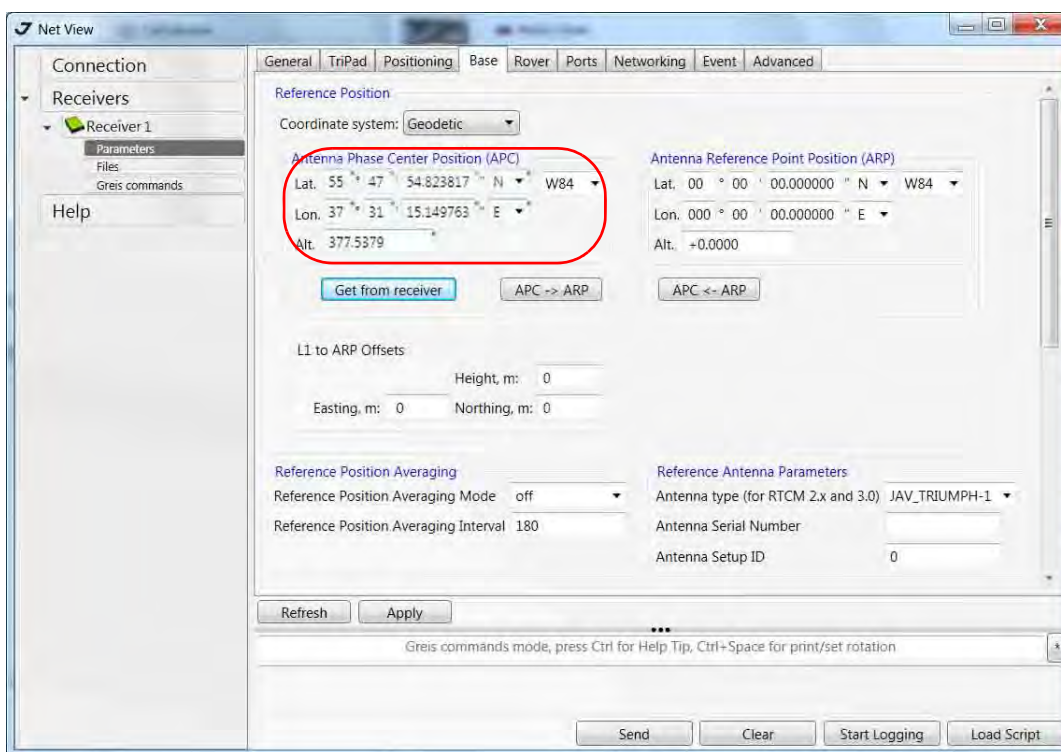 Net View
Connection
Receivers
Receiver 1
Parameters
Files
Greis commands
Help
General TriPad Positioning Base Rover Ports Networking Event Advanced
Reference Position
Coordinate system: Geodetic
Antenna Phase Center Position (APC) Antenna Reference Point Position (ARP)
Lat. 55 ° 47 ' 54.823817 " N W84 Lat. 00 ° 00 ' 00.000000 " N W84
Lon. 37 ° 31 ' 15.149763 " E Lon. 000 ° 00 ' 00.000000 " E
Alt. 377.5379 Alt. +0.0000
Get from receiver APC -> ARP APC <- ARP
L1 to ARP Offsets
Height, m: 0
Easting, m: 0 Northing, m: 0
Reference Position Averaging Reference Antenna Parameters
Reference Position Averaging Mode off Antenna type (for RTCM 2.x and 3.0) JAV_TRIUMPH-1
Reference Position Averaging Interval 180 Antenna Serial Number
Antenna Setup ID 0
Refresh Apply
Greis commands mode, press Ctrl for Help Tip, Ctrl+Space for print/set rotation
Send Clear Start Logging Load Script